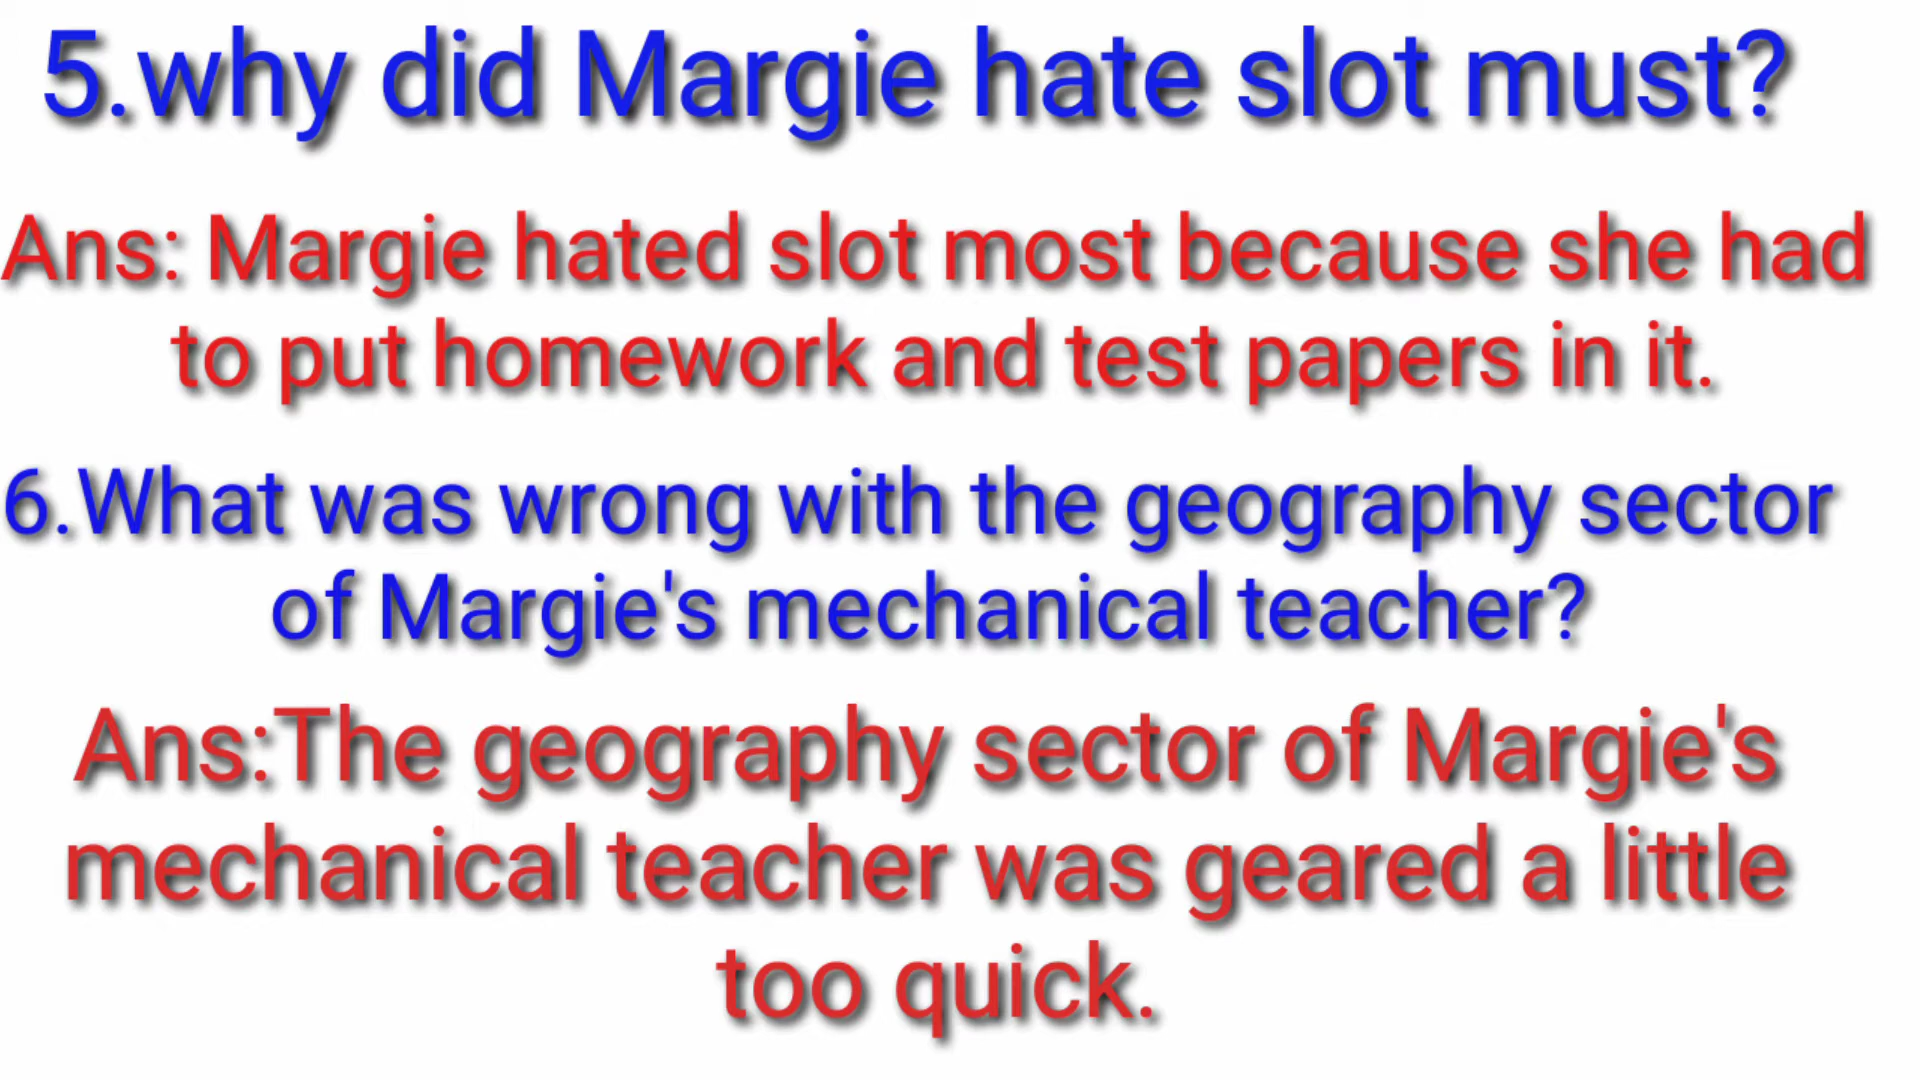 5.why did Margie hate slot must?
Ans: Margie hated slot most because she had
to put homework and test papers in it.
6.What was wrong with the geography sector
of Margie's mechanical teacher?
Ans:The geography sector of Margie's
mechanical teacher was geared a little
too quick.